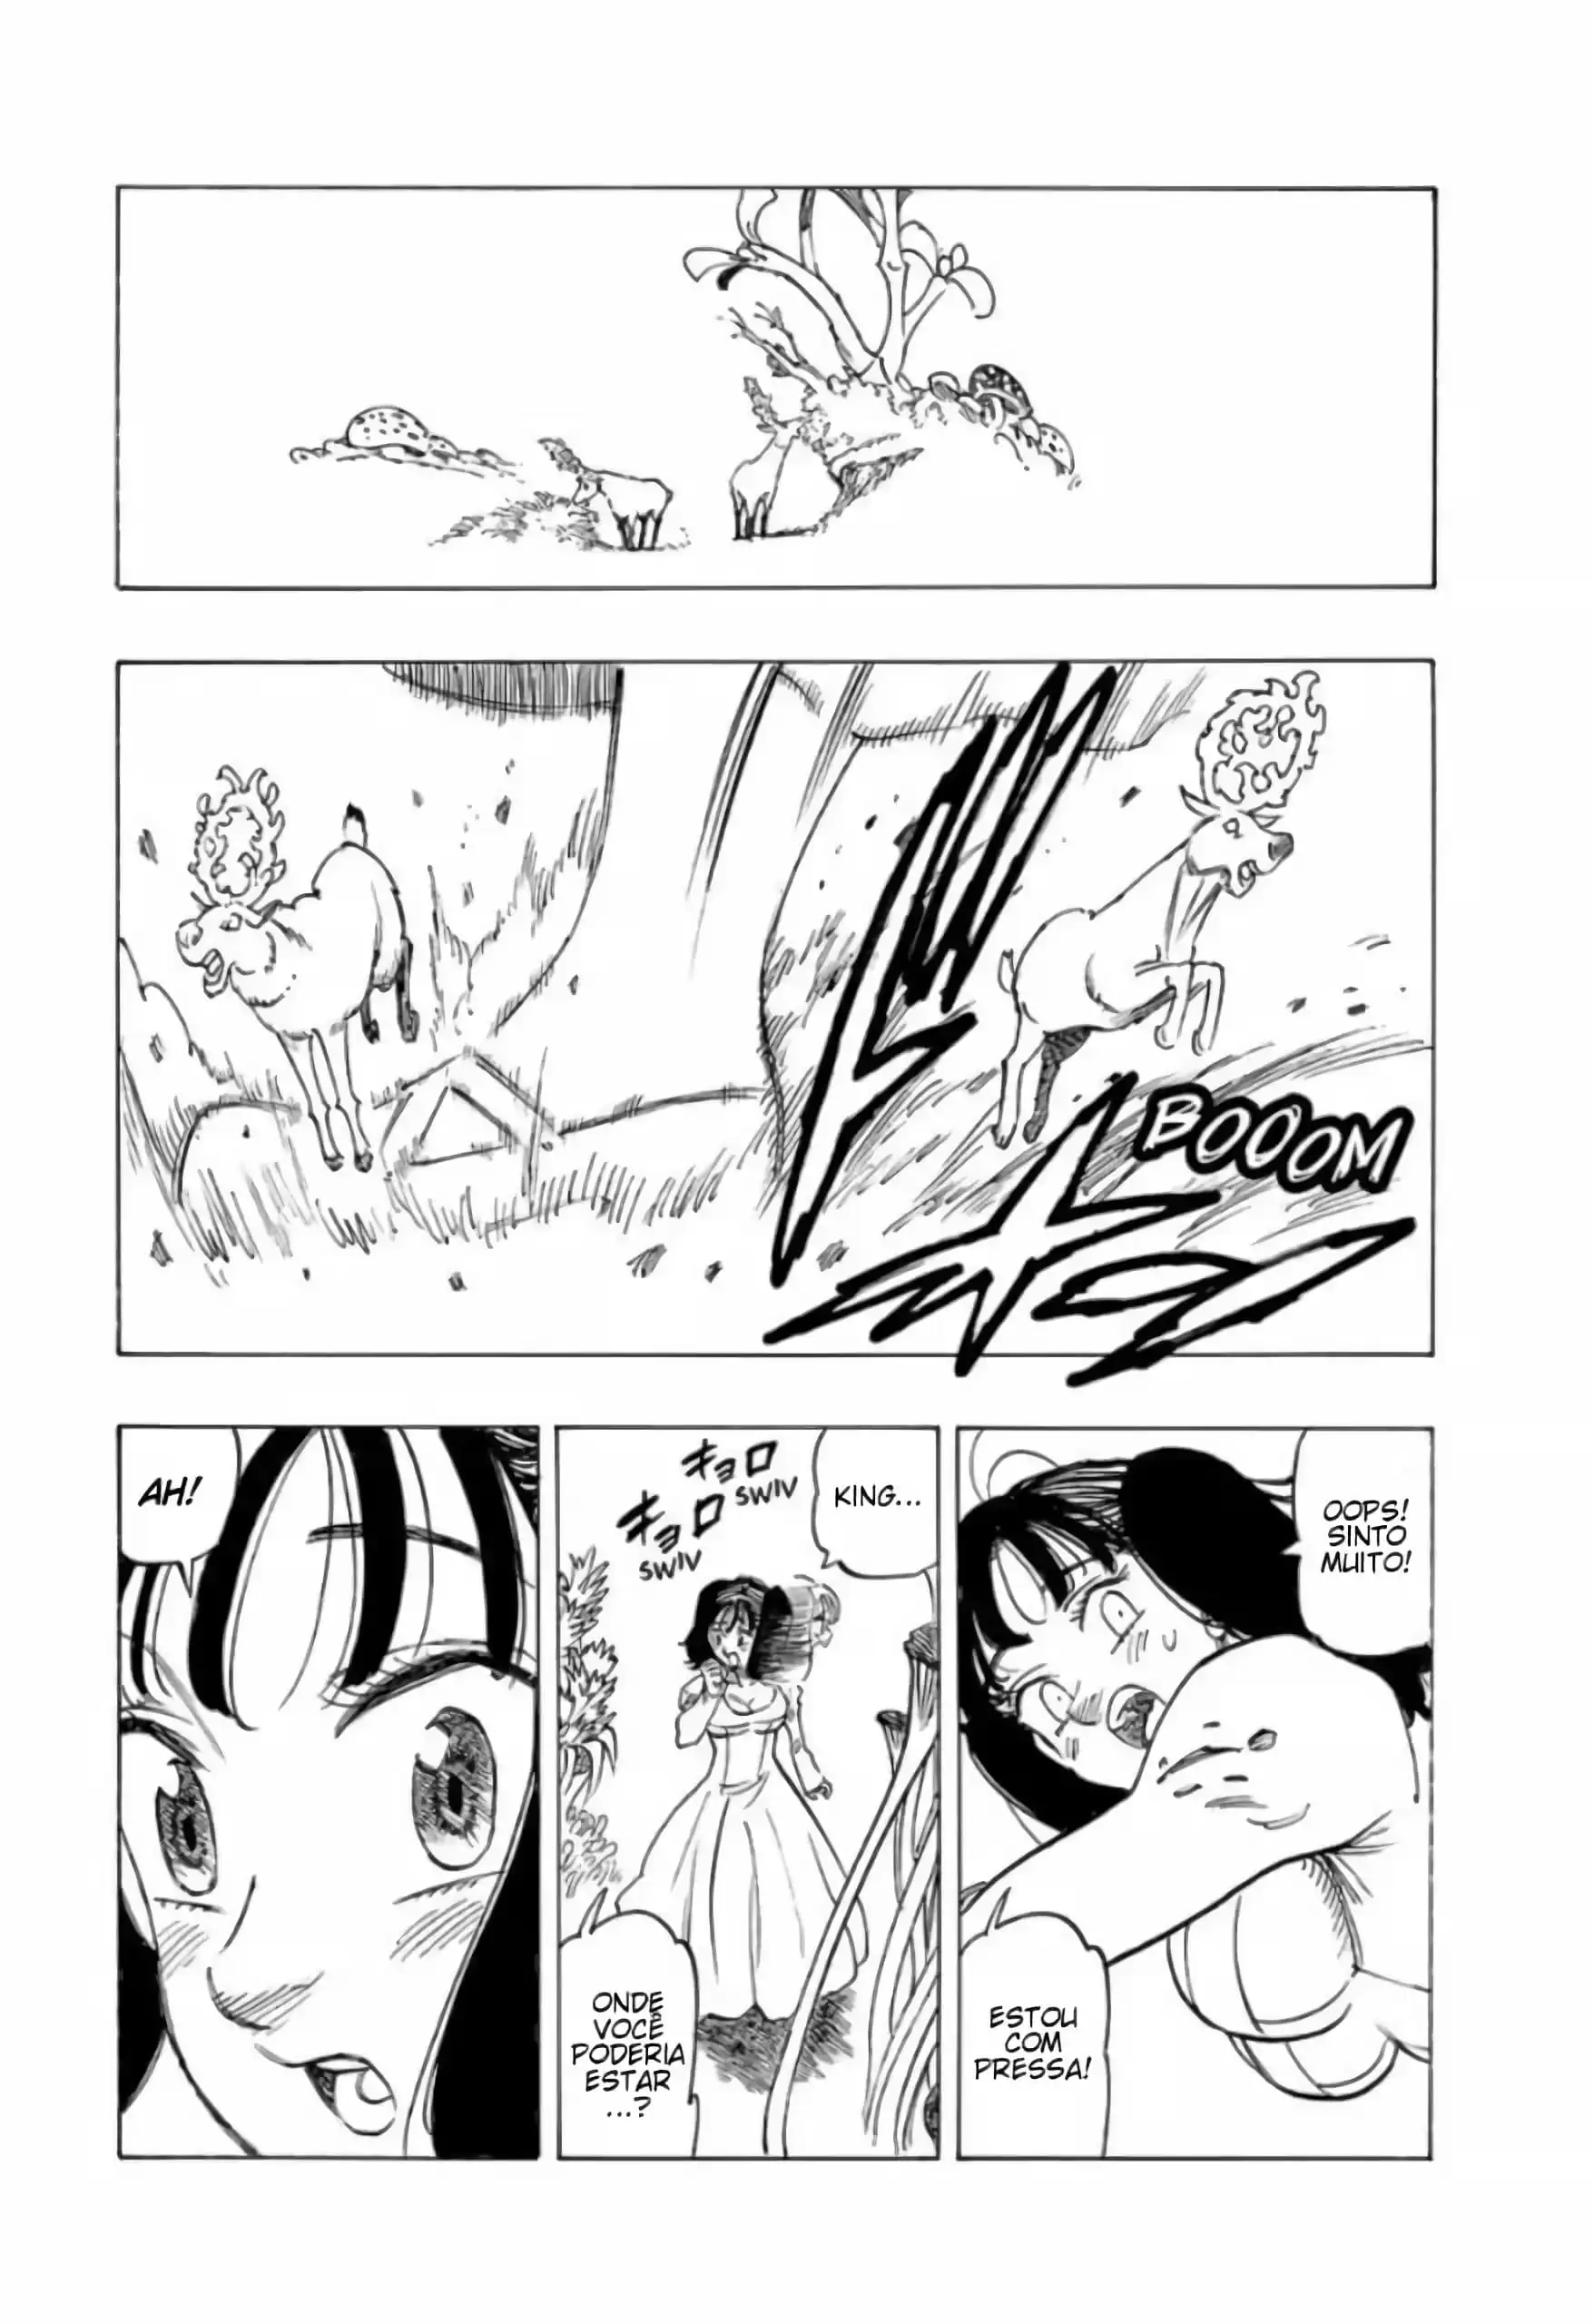 BOOOM
OOPS!
SINTO
MUITO!
ESTOU
COM
PRESSA!
KING...
キョロ
SWIV
キョロ
SWIV
ONDE
VOCÊ
PODERIA
ESTAR
...?
AH!